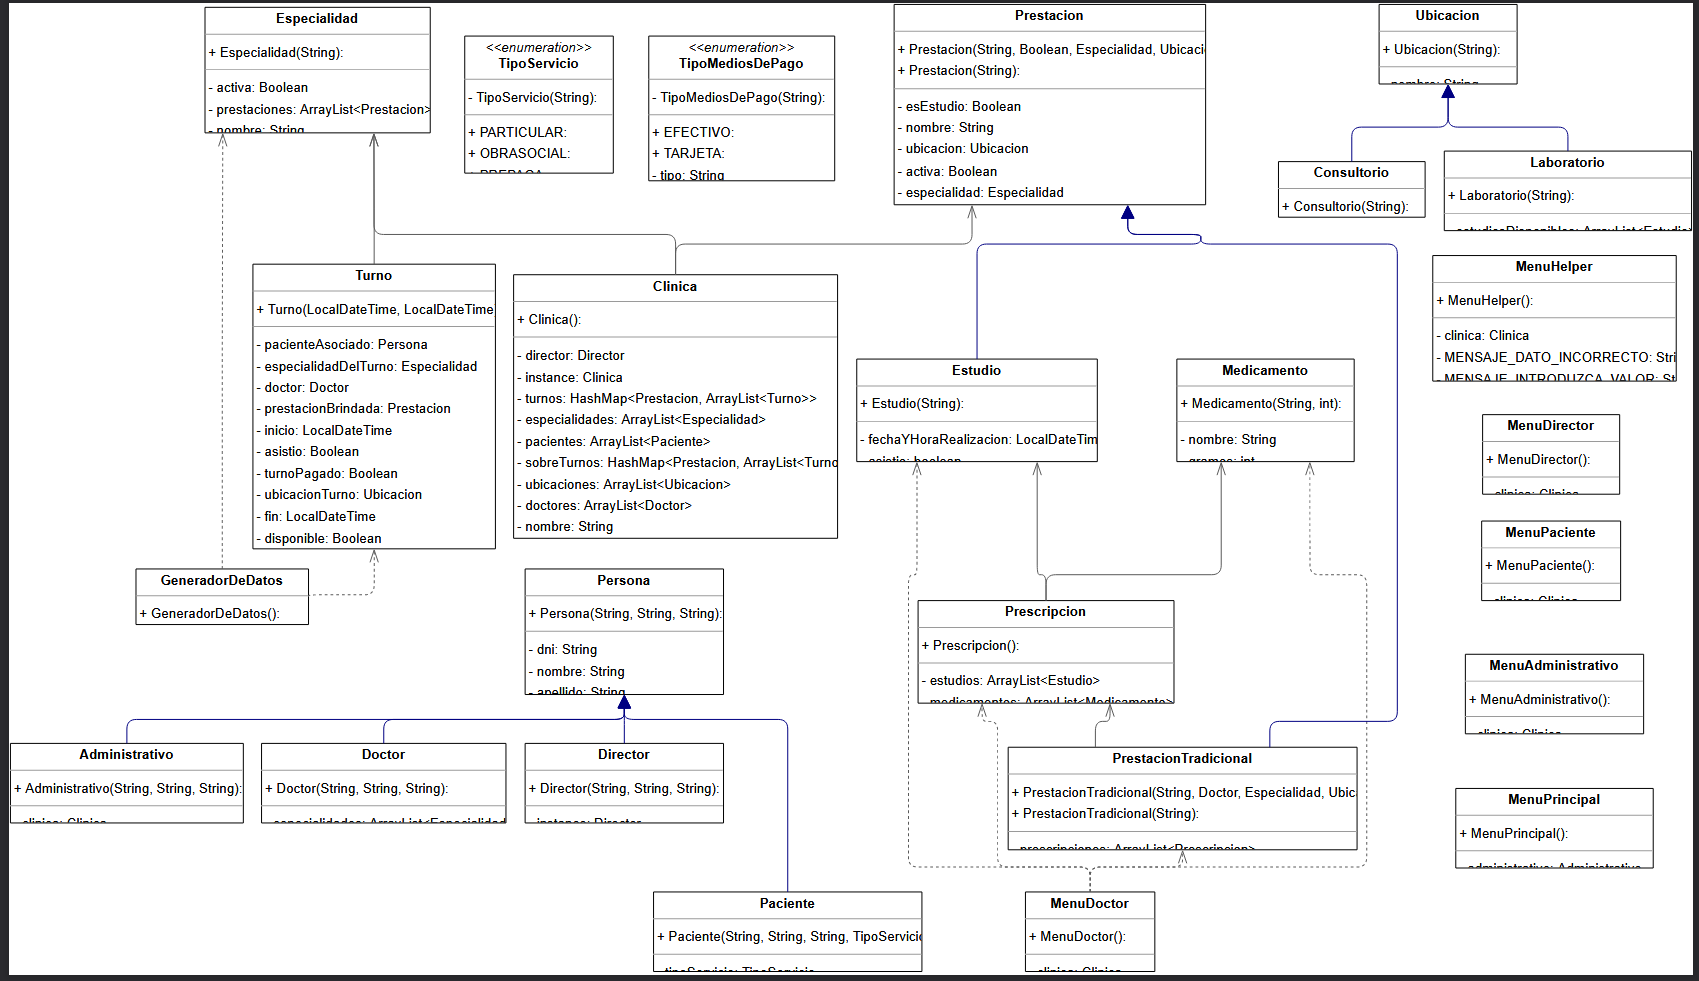 Especialidad
+ Especialidad(String):
- activa: Boolean
- prestaciones: ArrayList<Prestacion>
- nombre: String
<<enumeration>>
TipoServicio
- TipoServicio(String):
+ PARTICULAR:
+ OBRASOCIAL:
+ PREPAGA
<<enumeration>>
TipoMediosDePago
- TipoMediosDePago(String):
+ EFECTIVO:
+ TARJETA:
- tipo: String
Prestacion
+ Prestacion(String, Boolean, Especialidad, Ubicaci
+ Prestacion(String):
- esEstudio: Boolean
- nombre: String
- ubicacion: Ubicacion
- activa: Boolean
- especialidad: Especialidad
Ubicacion
+ Ubicacion(String):
nombre: String
Consultorio
+ Consultorio(String):
Laboratorio
+ Laboratorio(String):
estudiosDisponibles: ArrayList<Estudio>
Turno
+ Turno(LocalDateTime, LocalDateTime
- pacienteAsociado: Persona
- especialidadDelTurno: Especialidad
- doctor: Doctor
- prestacionBrindada: Prestacion
- inicio: LocalDateTime
- asistio: Boolean
- turnoPagado: Boolean
- ubicacionTurno: Ubicacion
- fin: LocalDateTime
- disponible: Boolean
Clinica
+ Clinica():
- director: Director
- instance: Clinica
- turnos: HashMap<Prestacion, ArrayList<Turno>>
- especialidades: ArrayList<Especialidad>
- pacientes: ArrayList<Paciente>
- sobreTurnos: HashMap<Prestacion, ArrayList<Turno
- ubicaciones: ArrayList<Ubicacion>
- doctores: ArrayList<Doctor>
- nombre: String
MenuHelper
+ MenuHelper():
- clinica: Clinica
- MENSAJE_DATO_INCORRECTO: Stri
- MENSAJE_INTRODUZCA_VALOR: St
Estudio
+ Estudio(String):
- fechaYHoraRealizacion: LocalDateTim
- asistio: boolean
Medicamento
+ Medicamento(String, int):
- nombre: String
- gramos: int
MenuDirector
+ MenuDirector():
clinica: Clinica
MenuPaciente
+ MenuPaciente():
clinica: Clinica
GeneradorDeDatos
+ GeneradorDeDatos():
Persona
+ Persona(String, String, String):
- dni: String
- nombre: String
- apellido: String
Prescripcion
+ Prescripcion():
- estudios: ArrayList<Estudio>
medicamentos: ArrayList<Medicamento>
MenuAdministrativo
+ MenuAdministrativo():
clinica: Clinica
Administrativo
+ Administrativo(String, String, String):
clinica: Clinica
Doctor
+ Doctor(String, String, String):
especialidades: ArrayList<Especialidad
Director
+ Director(String, String, String):
instance: Director
PrestacionTradicional
+ PrestacionTradicional(String, Doctor, Especialidad, Ubic
+ PrestacionTradicional(String):
prescripciones: ArrayList<Prescripcion>
MenuPrincipal
+ MenuPrincipal():
administrativo: Administrativo
Paciente
+ Paciente(String, String, String, TipoServicio
tipoServicio: TipoServicio
MenuDoctor
+ MenuDoctor():
clinica: Clinica